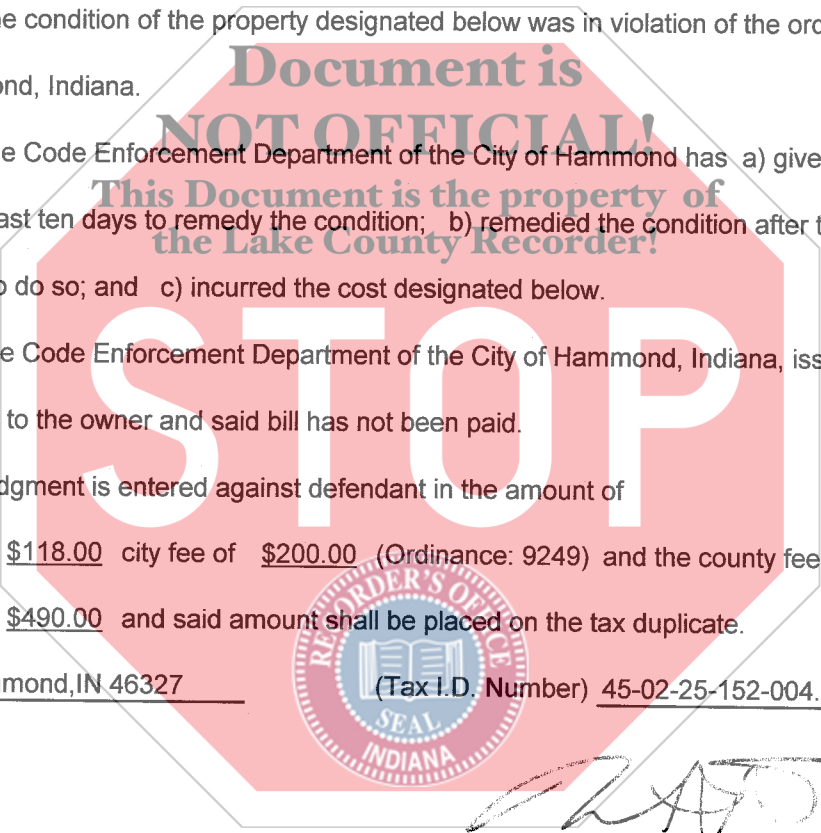 e condition of the property designated below was in violation of the ord
Document is
ond, Indiana.
NOT OFFICIAL!
e Code Enforcement Department of the City of Hammond has a) give
This Document is the property of
ast ten days to remedy the condition; b) remedied the condition after t
the Lake County Recorder!
o do so; and c) incurred the cost designated below.
STOP
e Code Enforcement Department of the City of Hammond, Indiana, iss
to the owner and said bill has not been paid.
dgment is entered against defendant in the amount of
$118.00 city fee of $200.00 (Ordinance: 9249) and the county fee
$490.00 and said amount shall be placed on the tax duplicate.
mond,IN 46327 (Tax I.D. Number) 45-02-25-152-004.
RECORDER'S OFFICE
SEAL
INDIANA